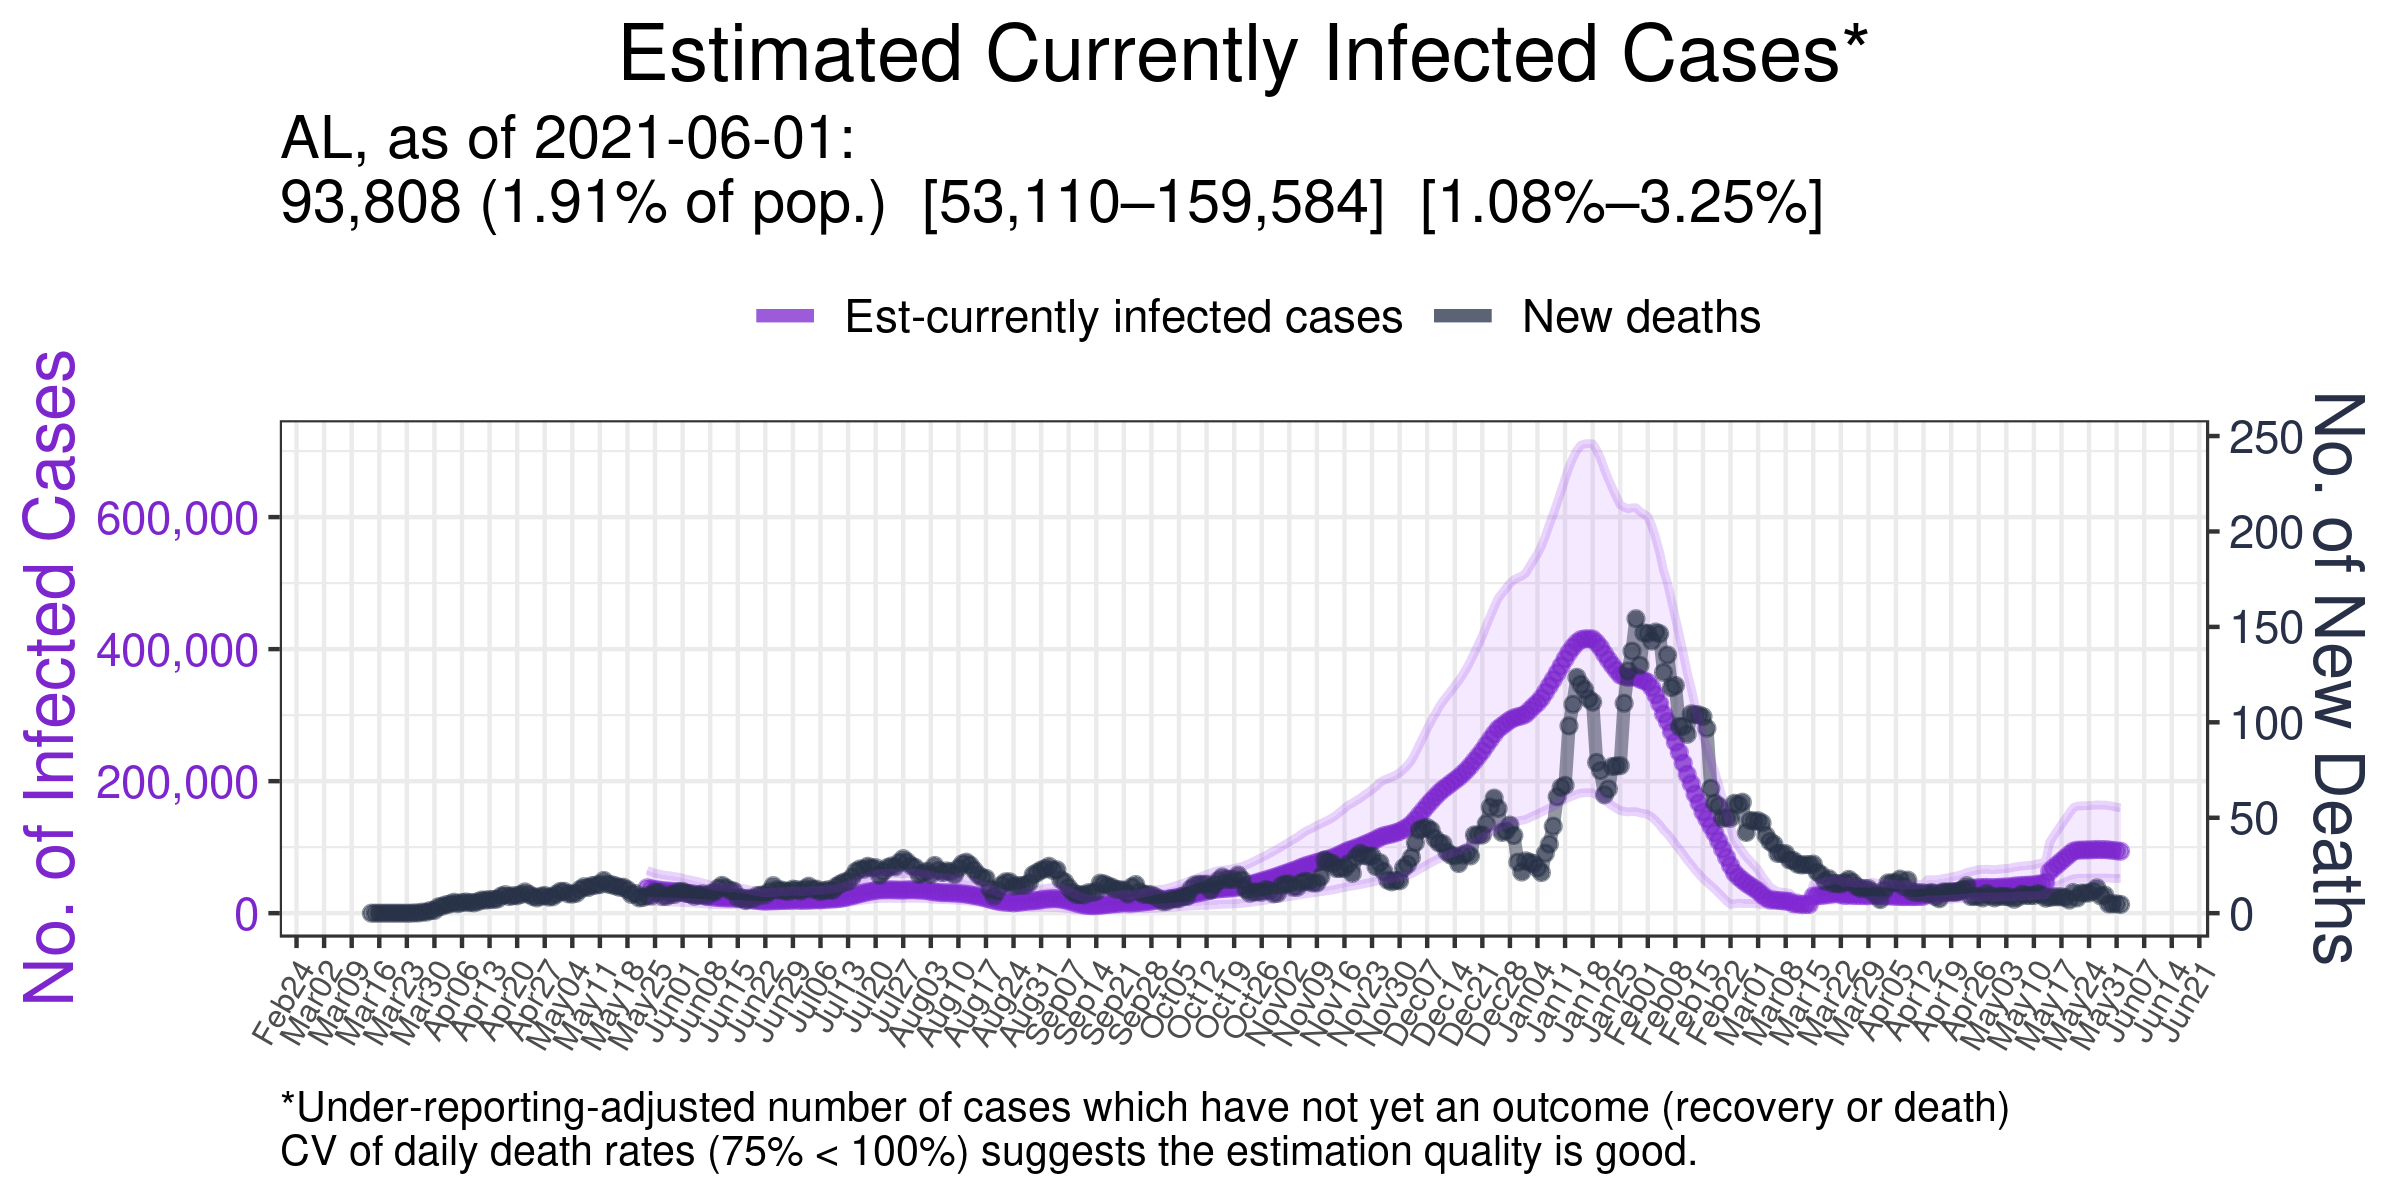 Estimated Currently Infected Cases*
AL, as of 2021-06-01:
93,808 (1.91% of pop.)  [53,110–159,584]  [1.08%–3.25%]
Est-currently infected cases
New deaths
No. of Infected Cases
600,000
400,000
200,000
0
250
200
150
100
50
0
No. of New Deaths
Feb24
Mar02
Mar09
Mar16
Mar23
Mar30
Apr06
Apr13
Apr20
Apr27
May04
May11
May18
May25
Jun01
Jun08
Jun15
Jun22
Jun29
Jul06
Jul13
Jul20
Jul27
Aug03
Aug10
Aug17
Aug24
Aug31
Sep07
Sep14
Sep21
Sep28
Oct05
Oct12
Oct19
Oct26
Nov02
Nov09
Nov16
Nov23
Nov30
Dec07
Dec14
Dec21
Dec28
Jan04
Jan11
Jan18
Jan25
Feb01
Feb08
Feb15
Feb22
Mar01
Mar08
Mar15
Mar22
Mar29
Apr05
Apr12
Apr19
Apr26
May03
May10
May17
May24
May31
Jun07
Jun14
Jun21
*Under-reporting-adjusted number of cases which have not yet an outcome (recovery or death)
CV of daily death rates (75% < 100%) suggests the estimation quality is good.